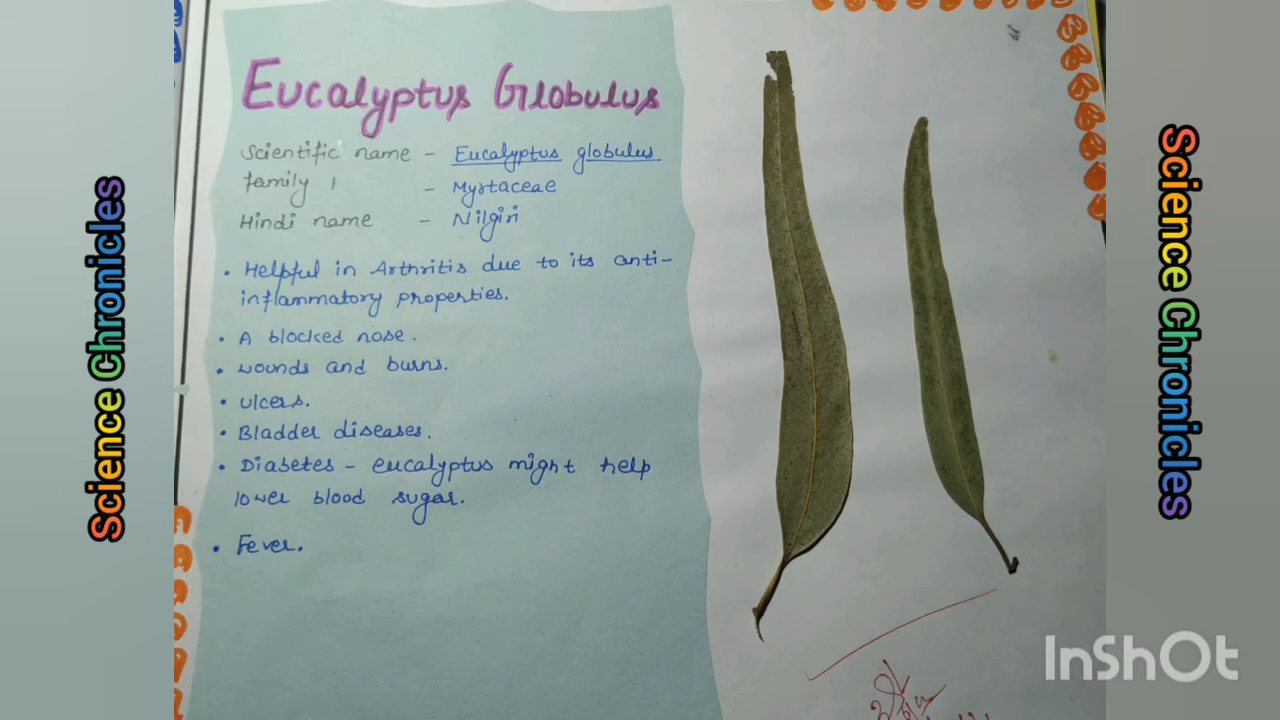 Eucalyptus Globulus
Scientific name - Eucalyptus globulus
family - Myrtaceae
Hindi name - Nilgiri
• Helpful in Arthritis due to its anti-
inflammatory properties.
• A blocked nose.
• wounds and burns.
• ulcers.
• Bladder diseases.
• Diabetes - eucalyptus might help
lower blood sugar.
• Fever.
Science Chronicles
Science Chronicles
InShOt